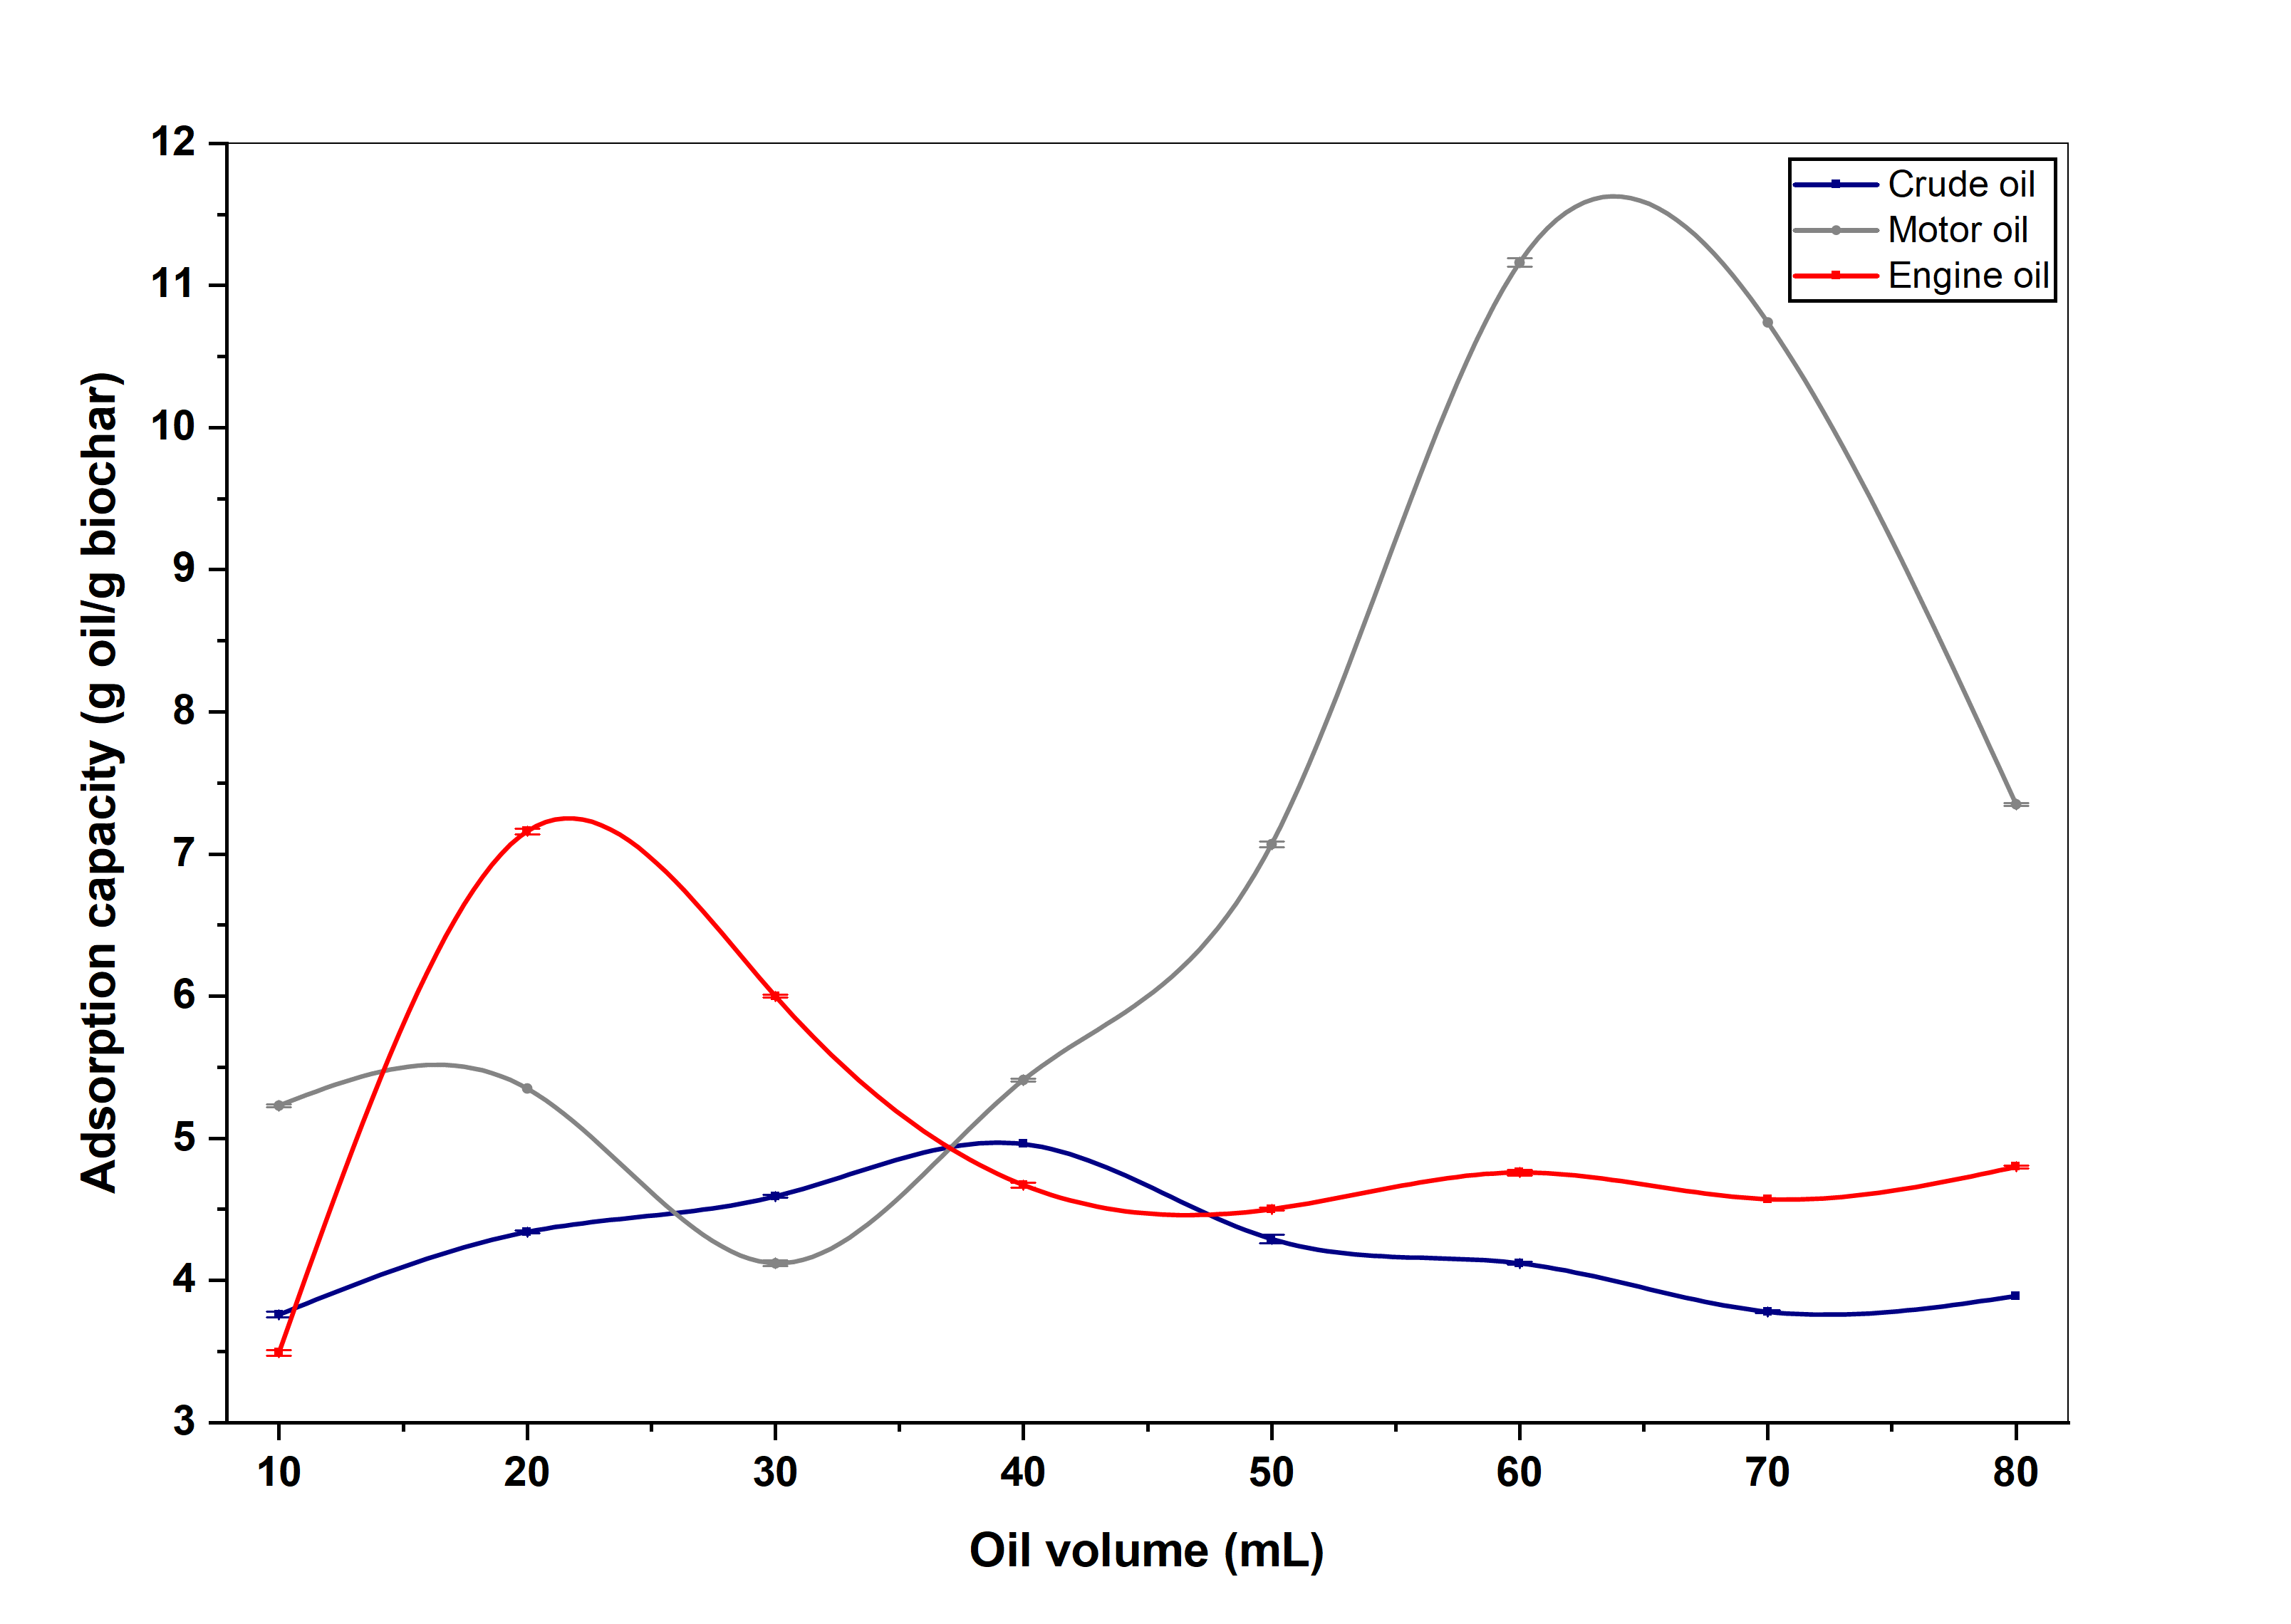 12
11
10
9
8
7
6
5
4
3
Adsorption capacity (g oil/g biochar)
Crude oil
Motor oil
Engine oil
10 20 30 40 50 60 70 80
Oil volume (mL)